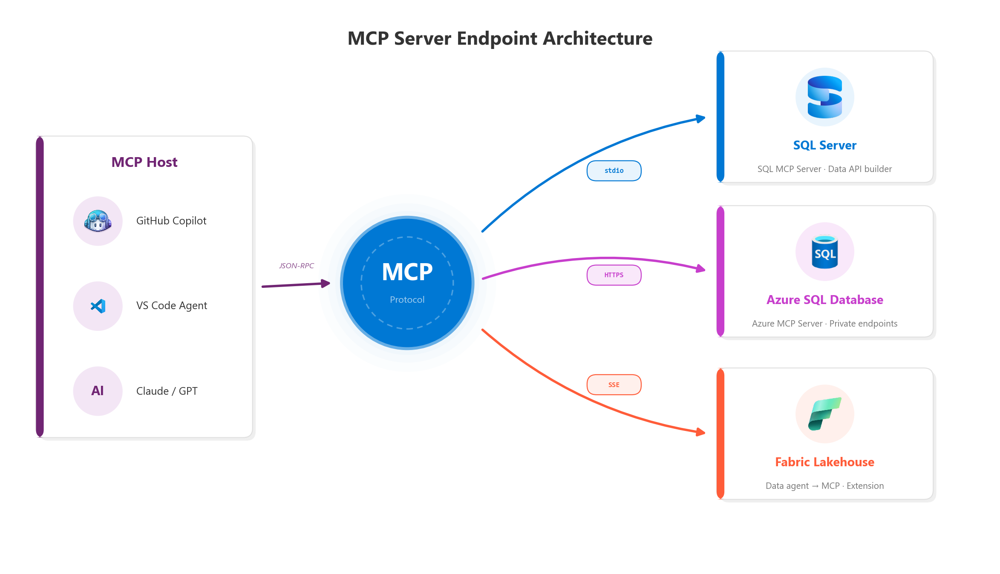 MCP Server Endpoint Architecture
MCP Host
GitHub Copilot
VS Code Agent
AI
Claude / GPT
JSON-RPC
MCP
Protocol
stdio
HTTPS
SSE
SQL Server
SQL MCP Server · Data API builder
SQL
Azure SQL Database
Azure MCP Server · Private endpoints
Fabric Lakehouse
Data agent → MCP · Extension